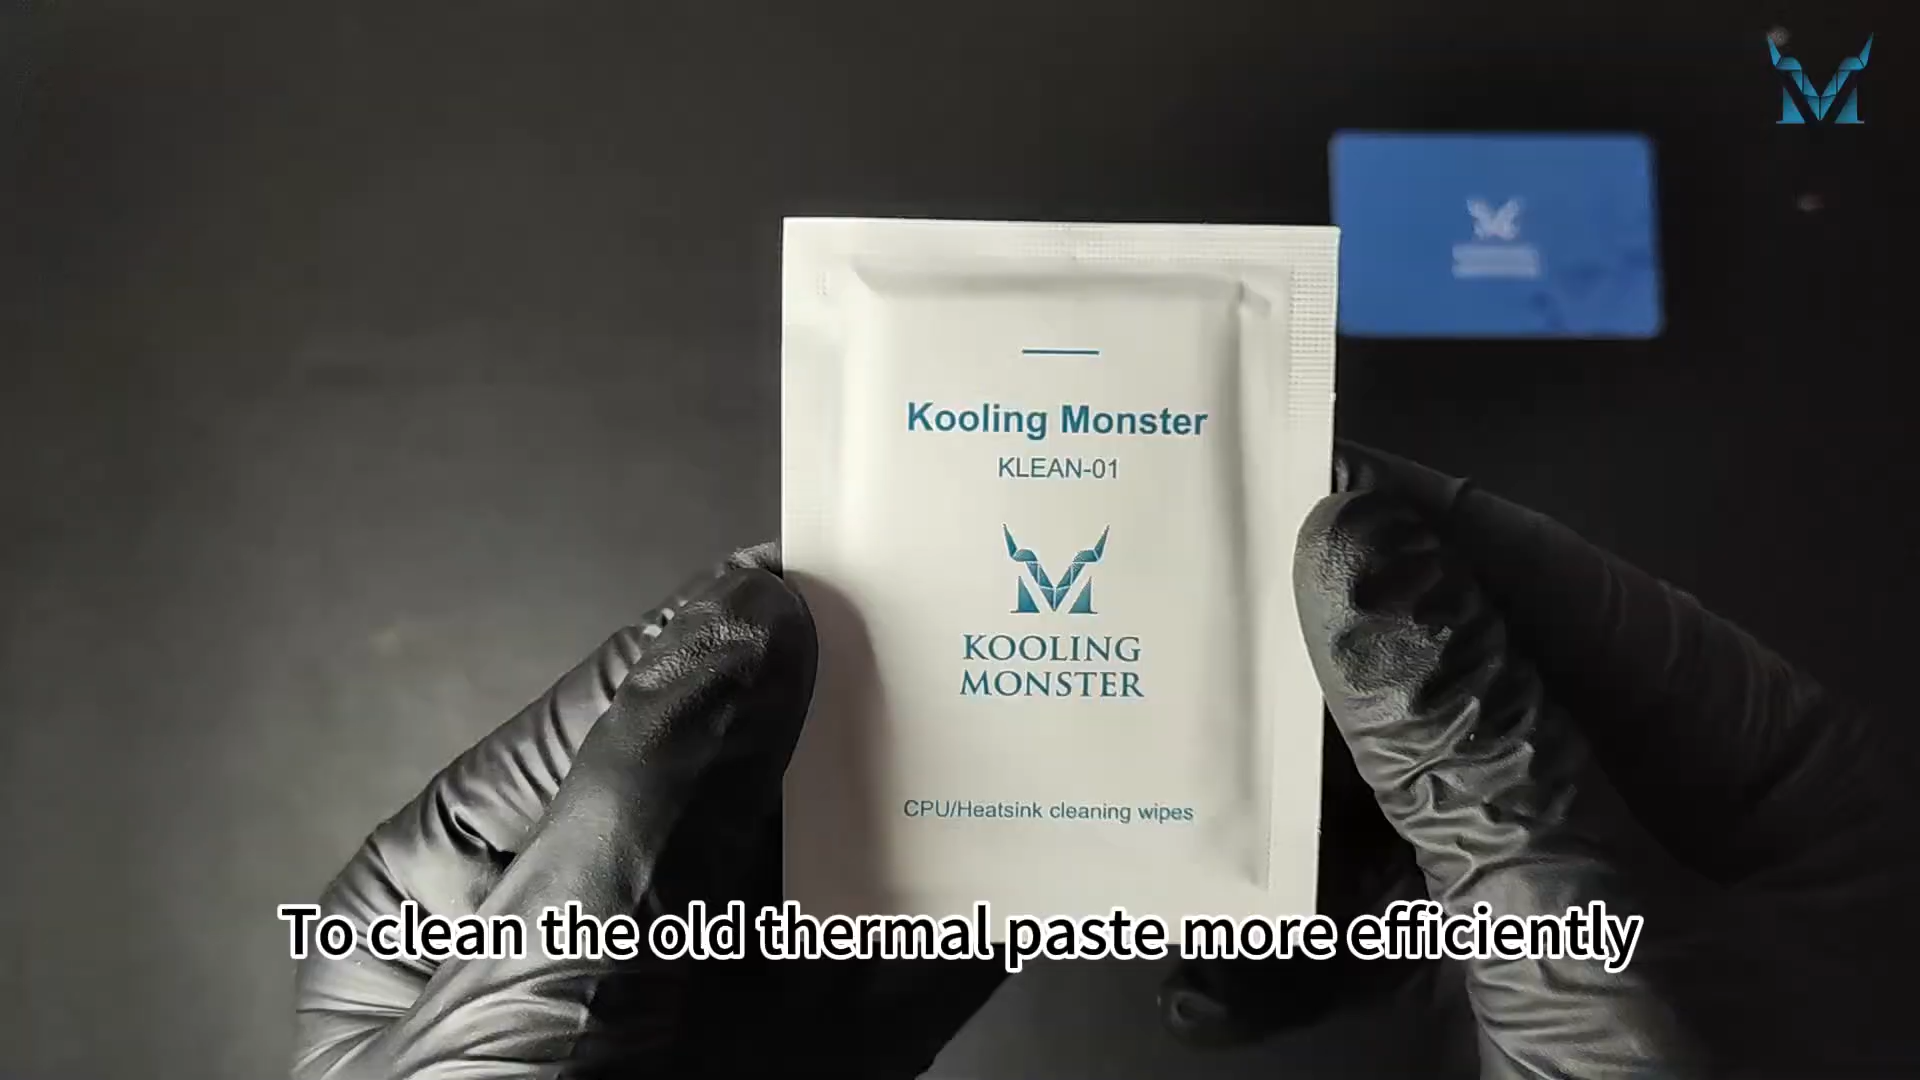 Kooling Monster
KLEAN-01
KOOLING
MONSTER
CPU/Heatsink cleaning wipes
To clean the old thermal paste more efficiently